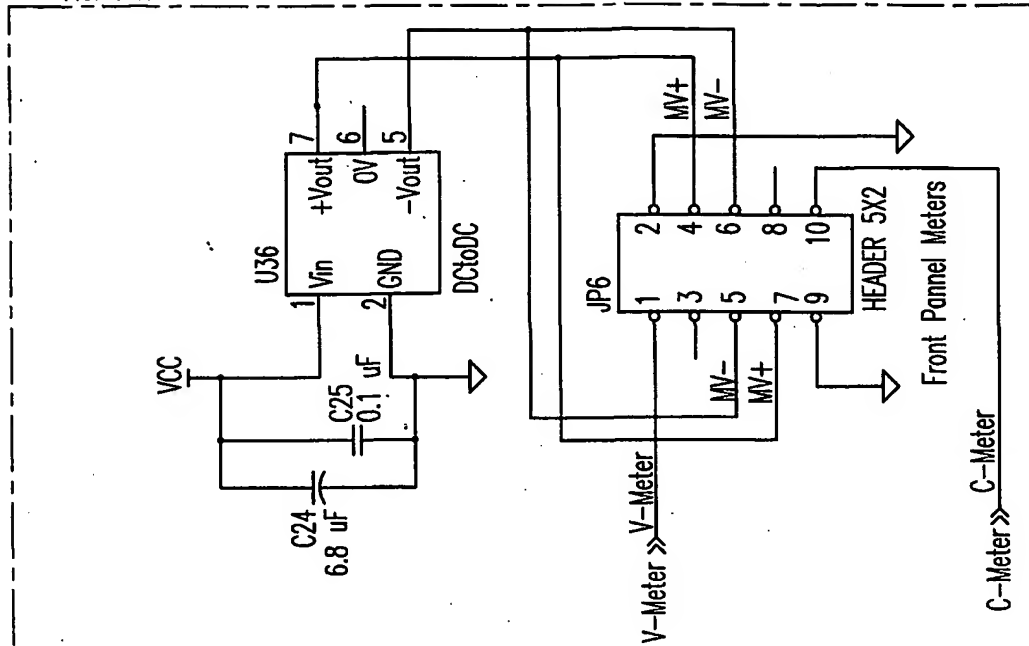 VCC
C24
6.8 uF
C25
0.1 uF
U36
1 Vin
2 GND
+Vout 7
0V 6
-Vout 5
DCtoDC
V-Meter V-Meter
C-Meter C-Meter
JP6
1 2
3 4
5 6
7 8
9 10
MV-
MV+
MV+
MV-
HEADER 5X2
Front Pannel Meters